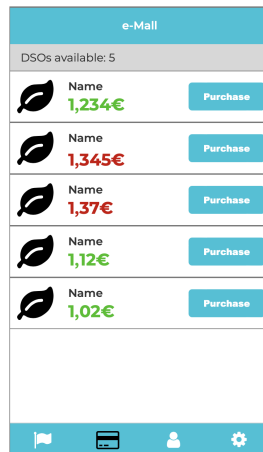 e-Mall
DSOs available: 5
Name
1,234€
Purchase
Name
1,345€
Purchase
Name
1,37€
Purchase
Name
1,12€
Purchase
Name
1,02€
Purchase